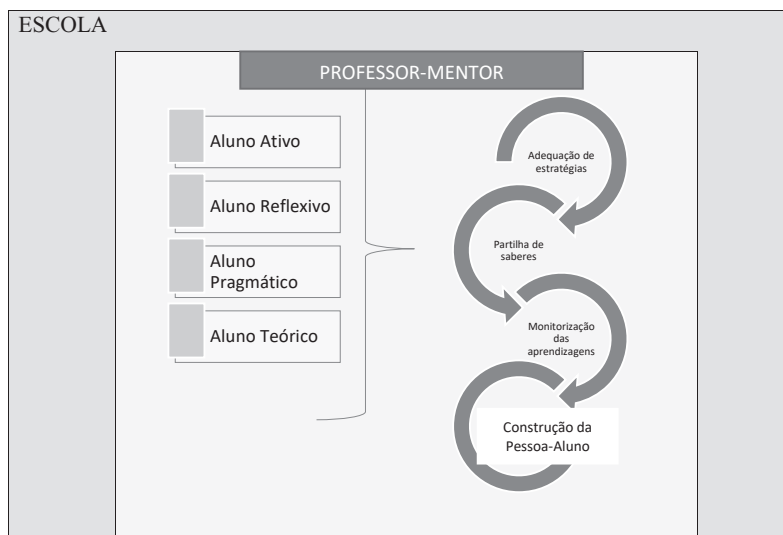 ESCOLA
PROFESSOR-MENTOR
Aluno Ativo
Aluno Reflexivo
Aluno
Pragmático
Aluno Teórico
Adequação de
estratégias
Partilha de
saberes
Monitorização
das
aprendizagens
Construção da
Pessoa-Aluno